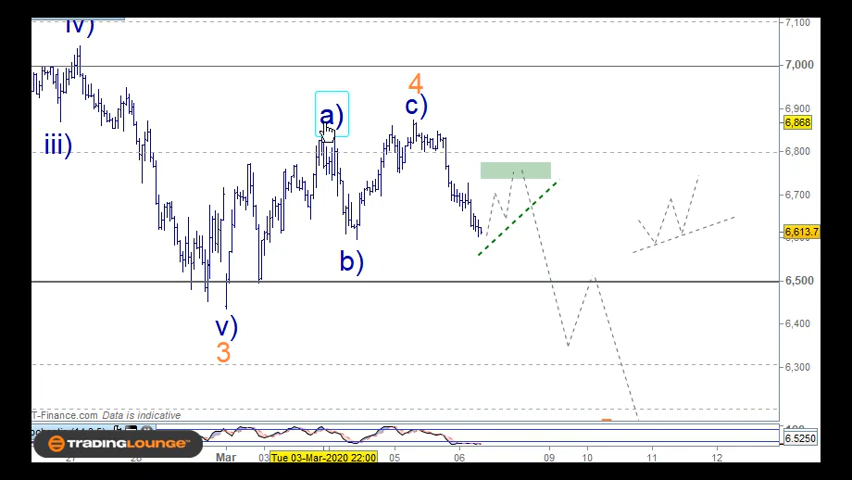 iv)
7,100
7,000
4
a)
c)
6,900
6,868
iii)
6,800
6,700
6,613.7
b)
6,500
v)
3
6,400
6,300
T-Finance.com Data is indicative
TRADINGLOUNGE
6.5250
27
28
Mar
03
Tue 03-Mar-2020 22:00
05
06
09
10
11
12